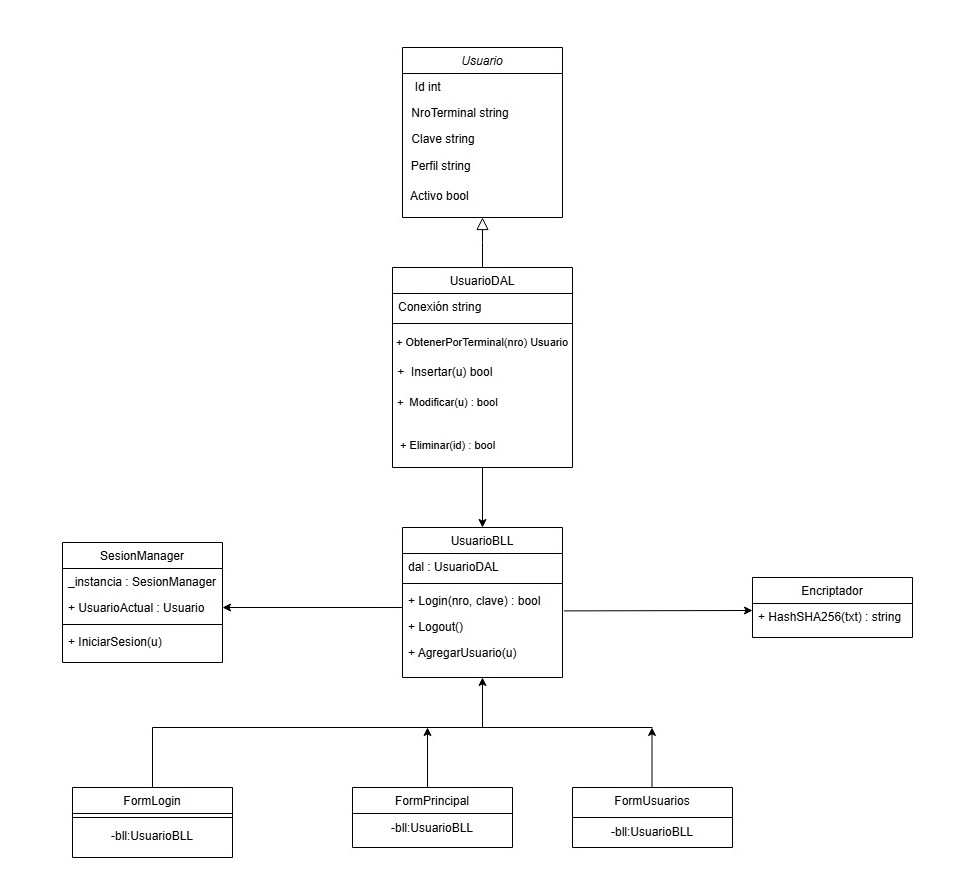 Usuario
Id int
NroTerminal string
Clave string
Perfil string
Activo bool
UsuarioDAL
Conexión string
+ ObtenerPorTerminal(nro) Usuario
+ Insertar(u) bool
+ Modificar(u) : bool
+ Eliminar(id) : bool
UsuarioBLL
dal : UsuarioDAL
+ Login(nro, clave) : bool
+ Logout()
+ AgregarUsuario(u)
SesionManager
_instancia : SesionManager
+ UsuarioActual : Usuario
+ IniciarSesion(u)
Encriptador
+ HashSHA256(txt) : string
FormLogin
-bll:UsuarioBLL
FormPrincipal
-bll:UsuarioBLL
FormUsuarios
-bll:UsuarioBLL